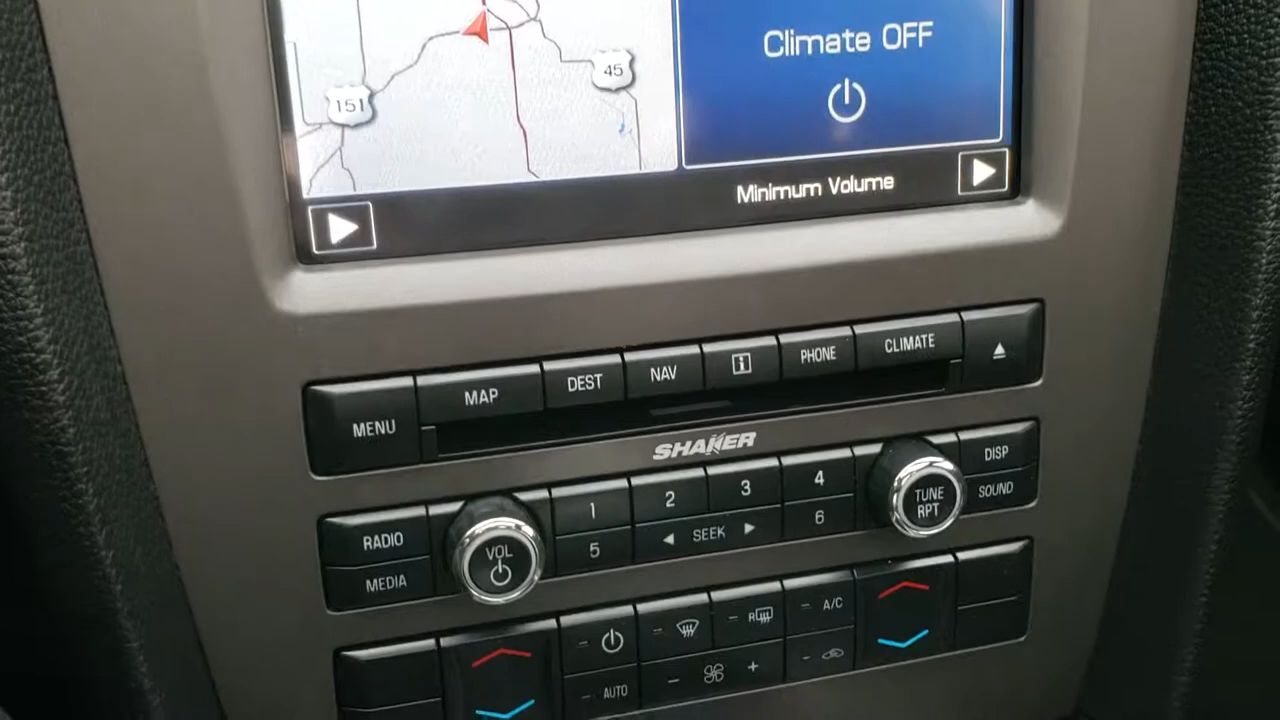 Climate OFF
45
151
Minimum Volume
MENU
MAP
DEST
NAV
i
PHONE
CLIMATE
SHAKER
RADIO
MEDIA
VOL
1
2
3
4
5
SEEK
6
TUNE
RPT
DISP
SOUND
R
A/C
AUTO
- +